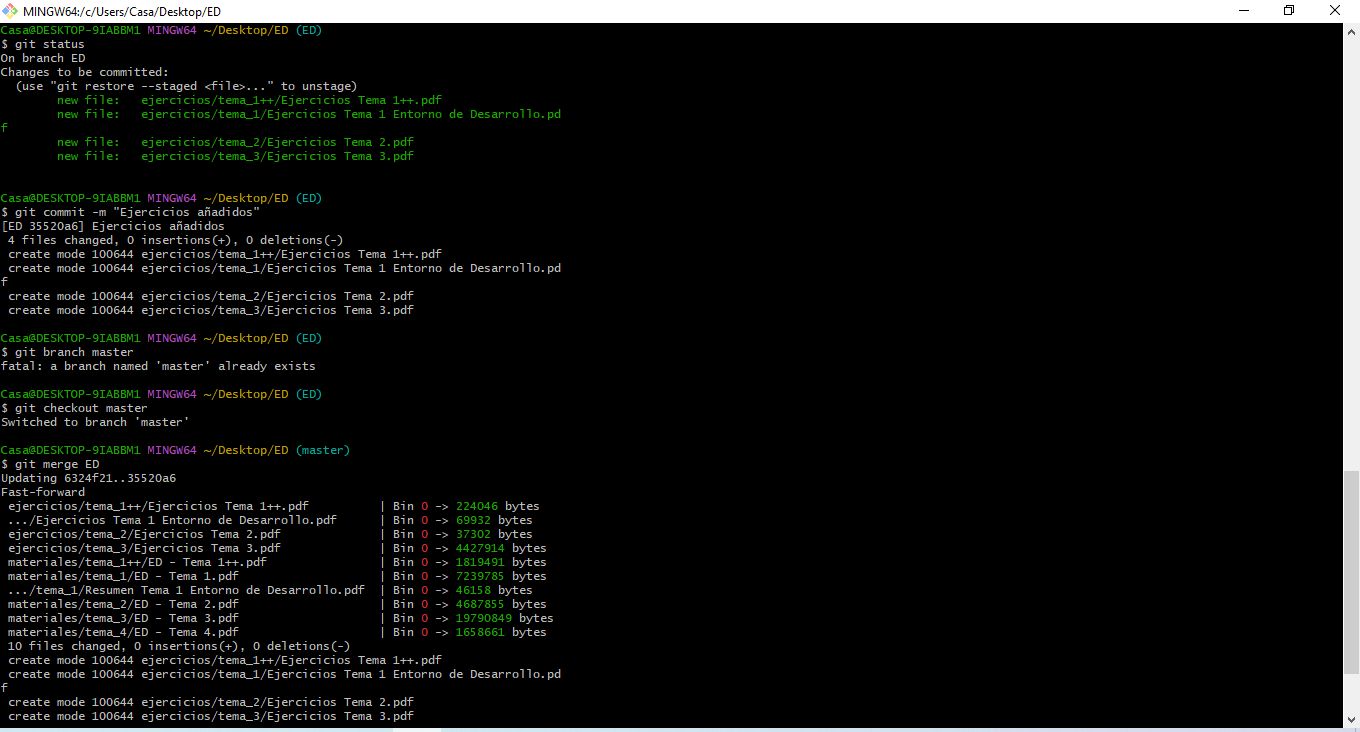 MINGW64:/c/Users/Casa/Desktop/ED
Casa@DESKTOP-9IABBM1 MINGW64 ~/Desktop/ED (ED)
$ git status
On branch ED
Changes to be committed:
  (use "git restore --staged <file>..." to unstage)
        new file:   ejercicios/tema_1++/Ejercicios Tema 1++.pdf
        new file:   ejercicios/tema_1/Ejercicios Tema 1 Entorno de Desarrollo.pd
f
        new file:   ejercicios/tema_2/Ejercicios Tema 2.pdf
        new file:   ejercicios/tema_3/Ejercicios Tema 3.pdf
Casa@DESKTOP-9IABBM1 MINGW64 ~/Desktop/ED (ED)
$ git commit -m "Ejercicios añadidos"
[ED 35520a6] Ejercicios añadidos
 4 files changed, 0 insertions(+), 0 deletions(-)
 create mode 100644 ejercicios/tema_1++/Ejercicios Tema 1++.pdf
 create mode 100644 ejercicios/tema_1/Ejercicios Tema 1 Entorno de Desarrollo.pd
f
 create mode 100644 ejercicios/tema_2/Ejercicios Tema 2.pdf
 create mode 100644 ejercicios/tema_3/Ejercicios Tema 3.pdf
Casa@DESKTOP-9IABBM1 MINGW64 ~/Desktop/ED (ED)
$ git branch master
fatal: a branch named 'master' already exists
Casa@DESKTOP-9IABBM1 MINGW64 ~/Desktop/ED (ED)
$ git checkout master
Switched to branch 'master'
Casa@DESKTOP-9IABBM1 MINGW64 ~/Desktop/ED (master)
$ git merge ED
Updating 6324f21..35520a6
Fast-forward
 ejercicios/tema_1++/Ejercicios Tema 1++.pdf          | Bin 0 -> 224046 bytes
 .../Ejercicios Tema 1 Entorno de Desarrollo.pdf      | Bin 0 -> 69932 bytes
 ejercicios/tema_2/Ejercicios Tema 2.pdf              | Bin 0 -> 37302 bytes
 ejercicios/tema_3/Ejercicios Tema 3.pdf              | Bin 0 -> 4427914 bytes
 materiales/tema_1++/ED - Tema 1++.pdf                | Bin 0 -> 1819491 bytes
 materiales/tema_1/ED - Tema 1.pdf                    | Bin 0 -> 7239785 bytes
 .../tema_1/Resumen Tema 1 Entorno de Desarrollo.pdf  | Bin 0 -> 46158 bytes
 materiales/tema_2/ED - Tema 2.pdf                    | Bin 0 -> 4687855 bytes
 materiales/tema_3/ED - Tema 3.pdf                    | Bin 0 -> 19790849 bytes
 materiales/tema_4/ED - Tema 4.pdf                    | Bin 0 -> 1658661 bytes
 10 files changed, 0 insertions(+), 0 deletions(-)
 create mode 100644 ejercicios/tema_1++/Ejercicios Tema 1++.pdf
 create mode 100644 ejercicios/tema_1/Ejercicios Tema 1 Entorno de Desarrollo.pd
f
 create mode 100644 ejercicios/tema_2/Ejercicios Tema 2.pdf
 create mode 100644 ejercicios/tema_3/Ejercicios Tema 3.pdf